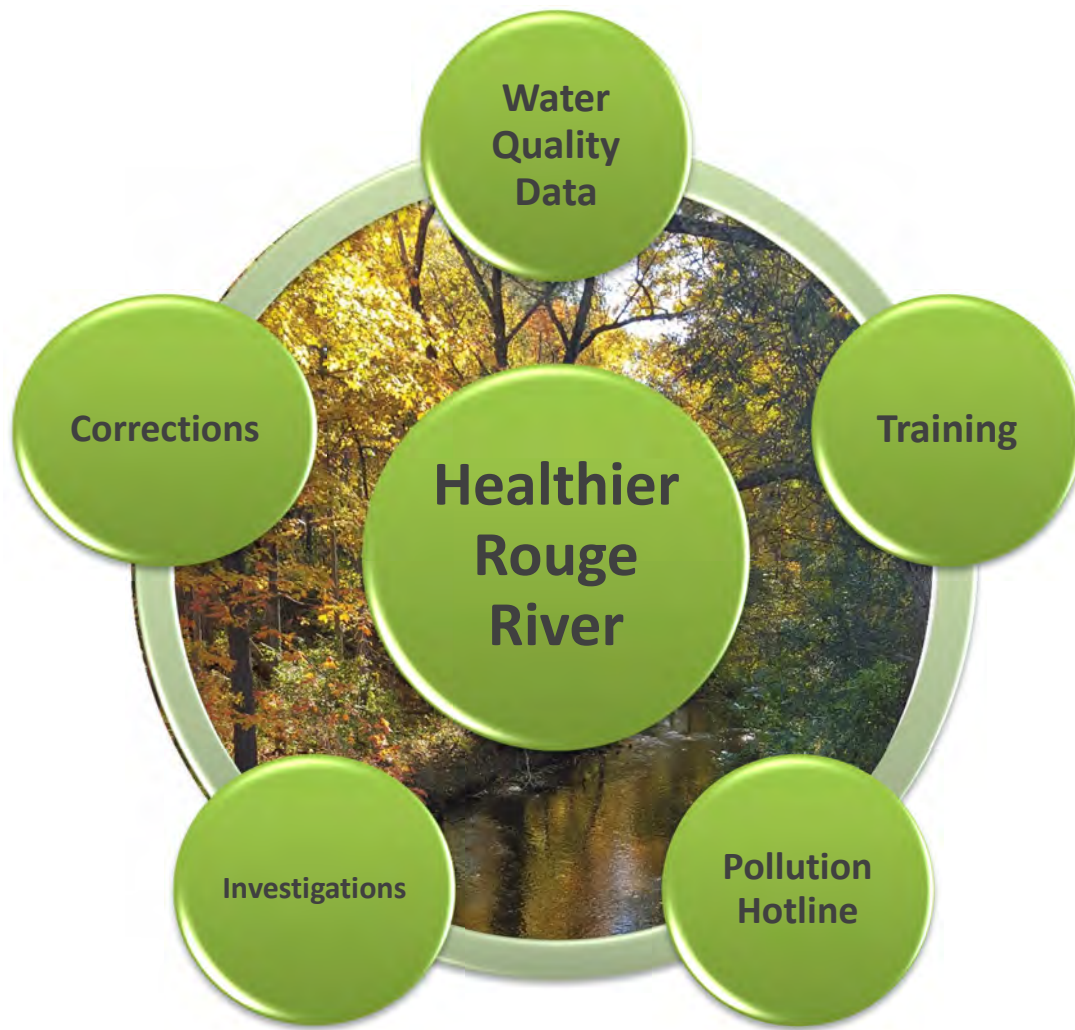 Water
Quality
Data
Corrections
Training
Healthier
Rouge
River
Investigations
Pollution
Hotline